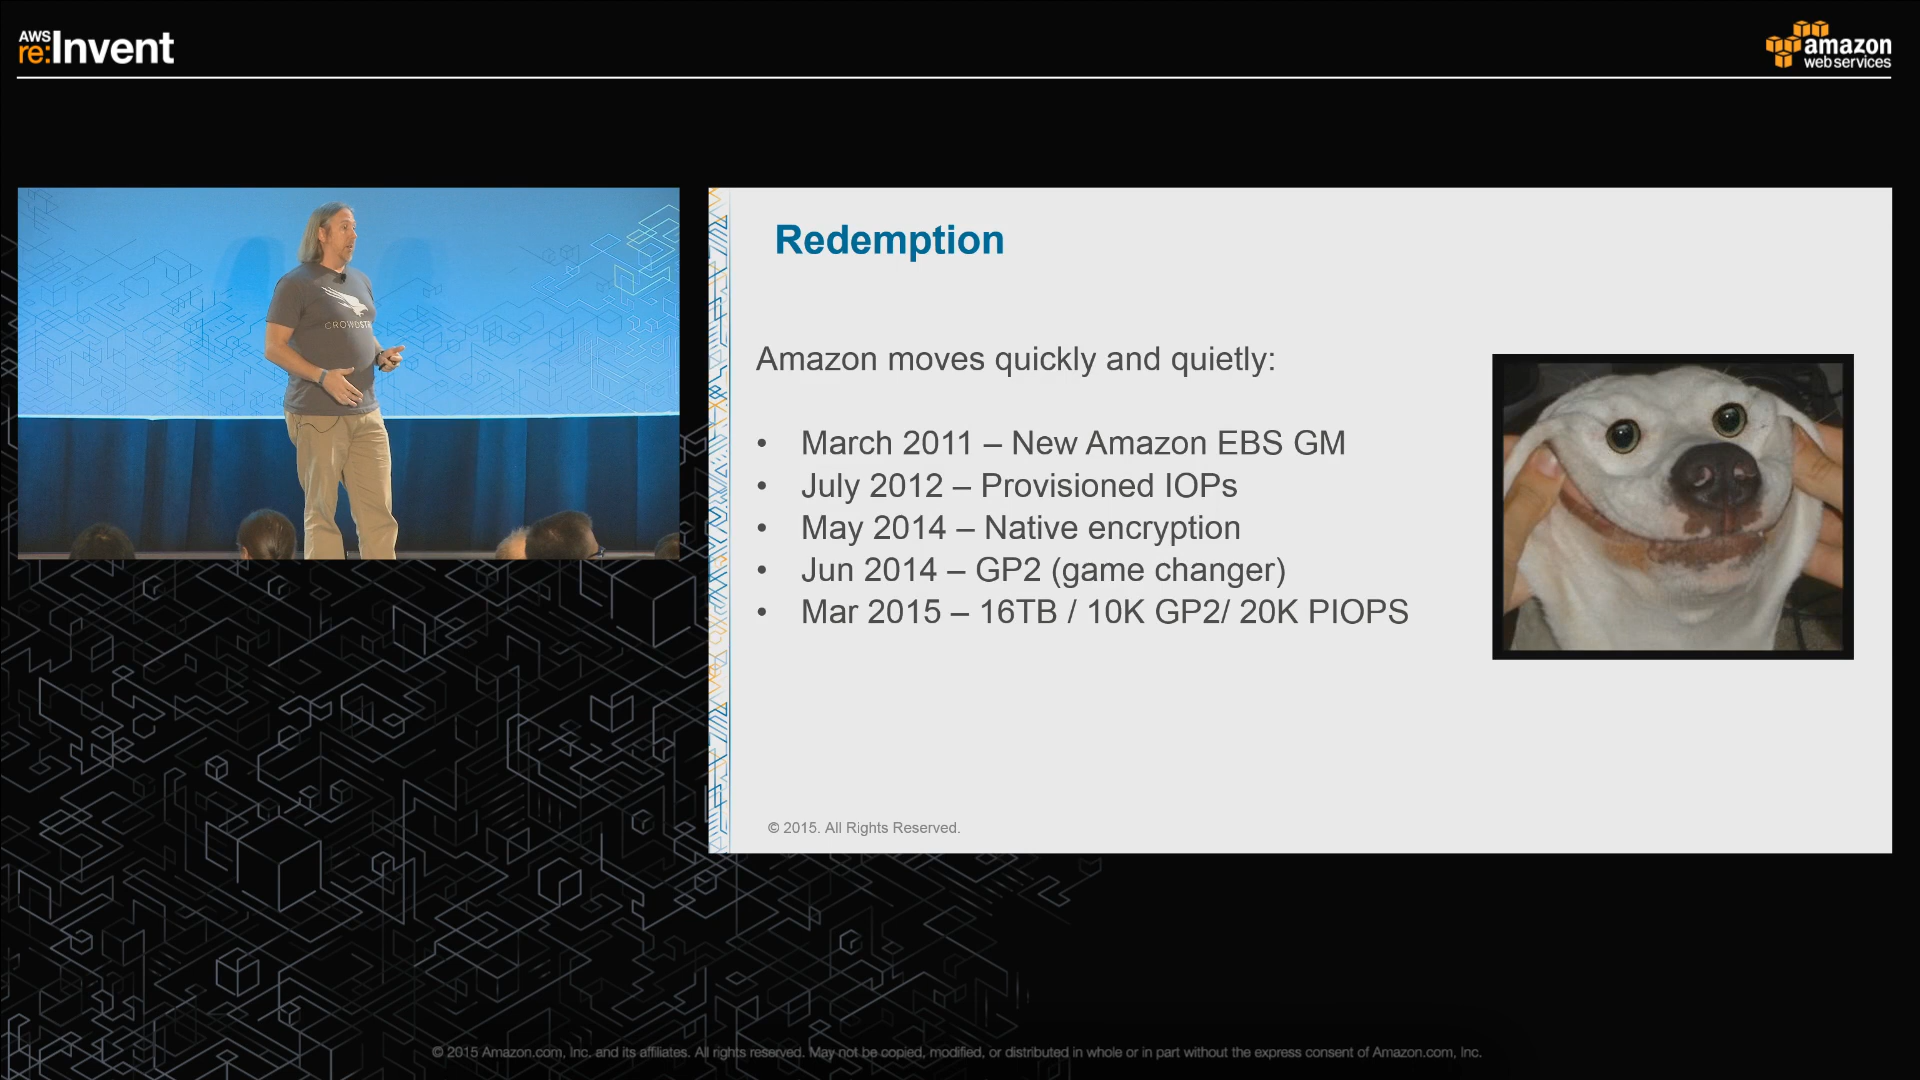 AWS
re:Invent
amazon
web services
CROWDSTR
Redemption
Amazon moves quickly and quietly:
• March 2011 – New Amazon EBS GM
• July 2012 – Provisioned IOPs
• May 2014 – Native encryption
• Jun 2014 – GP2 (game changer)
• Mar 2015 – 16TB / 10K GP2/ 20K PIOPS
© 2015. All Rights Reserved.
© 2015 Amazon.com, Inc. and its affiliates. All rights reserved. May not be copied, modified, or distributed in whole or in part without the express consent of Amazon.com, Inc.